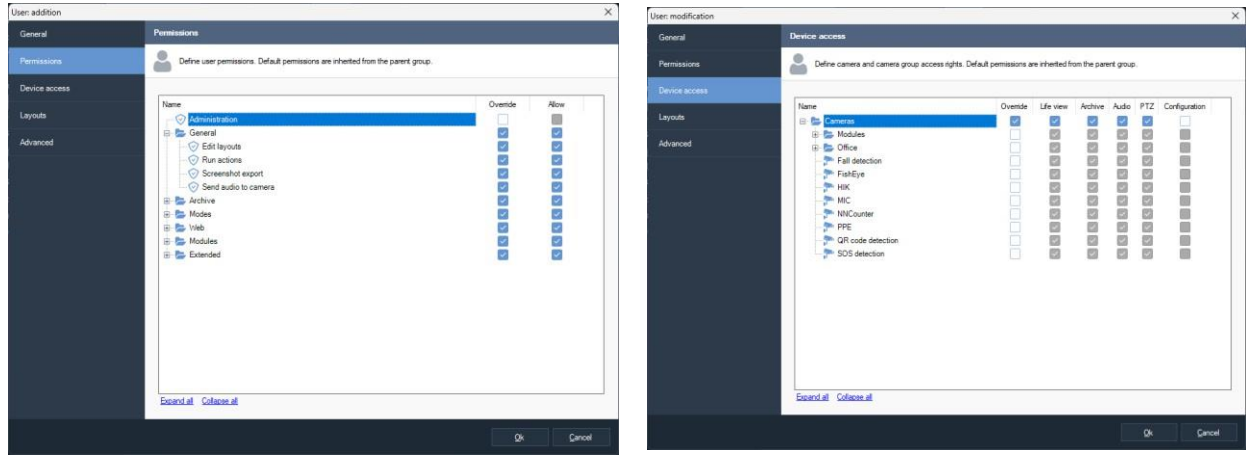 User: addition
General
Permissions
Device access
Layouts
Advanced
Permissions
Define user permissions. Default permissions are inherited from the parent group.
Name Override Allow
Administration
General
Edit layouts
Run actions
Screenshot export
Send audio to camera
Archive
Modes
Web
Modules
Extended
Expand all Collapse all
Ok Cancel
User: modification
General
Permissions
Device access
Layouts
Advanced
Device access
Define camera and camera group access rights. Default permissions are inherited from the parent group.
Name Override Life view Archive Audio PTZ Configuration
Cameras
Modules
Office
Fall detection
FishEye
HIK
MIC
NNCounter
PPE
QR code detection
SOS detection
Expand all Collapse all
Ok Cancel